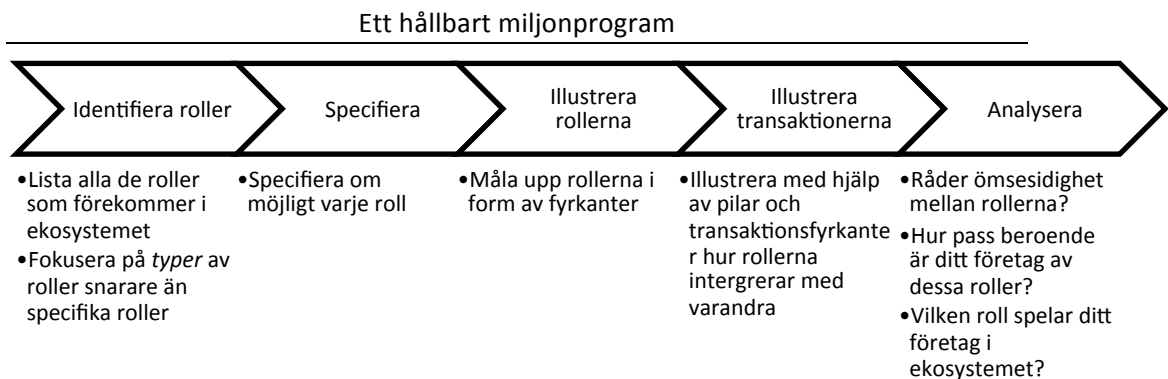 Ett hållbart miljonprogram
Identifiera roller
Specifiera
Illustrera
rollerna
Illustrera
transaktionerna
Analysera
•Lista alla de roller
som förekommer i
ekosystemet
•Fokusera på typer av
roller snarare än
specifika roller
•Specifiera om
möjligt varje roll
•Måla upp rollerna i
form av fyrkanter
•Illustrera med hjälp
av pilar och
transaktionsfyrkante
r hur rollerna
intergrerar med
varandra
•Råder ömsesidighet
mellan rollerna?
•Hur pass beroende
är ditt företag av
dessa roller?
•Vilken roll spelar ditt
företag i
ekosystemet?